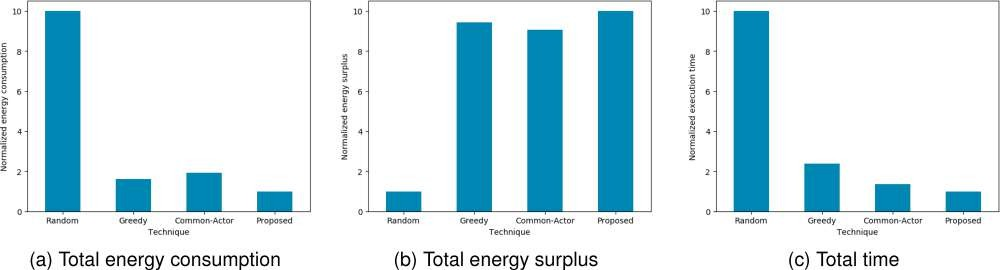 Normalized energy consumption
10
8
6
4
2
0
Random Greedy Common-Actor Proposed
Technique
(a) Total energy consumption
Normalized energy surplus
10
8
6
4
2
0
Random Greedy Common-Actor Proposed
Technique
(b) Total energy surplus
Normalized execution time
10
8
6
4
2
0
Random Greedy Common-Actor Proposed
Technique
(c) Total time